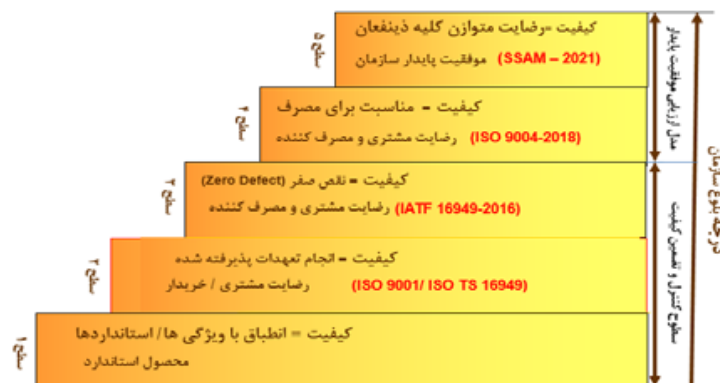 کیفیت =رضایت متوازن کلیه ذینفعان
موفقیت پایدار سازمان (SSAM – 2021)
سطح ۵
کیفیت = مناسبت برای مصرف
رضایت مشتری و مصرف کننده (ISO 9004-2018)
سطح ۴
کیفیت = نقص صفر (Zero Defect)
رضایت مشتری و مصرف کننده (IATF 16949-2016)
سطح ۳
کیفیت = انجام تعهدات پذیرفته شده
رضایت مشتری / خریدار (ISO 9001/ ISO TS 16949)
سطح ۲
کیفیت = انطباق با ویژگی ها/ استانداردها
محصول استاندارد
سطح ۱
مدل ارزیابی موفقیت پایدار
سطوح کنترل و تضمین کیفیت
درجه بلوغ سازمان